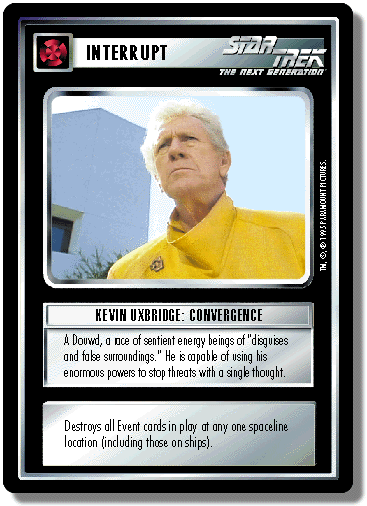 INTERRUPT
STAR TREK
THE NEXT GENERATION®
TM, ®, © 1995 PARAMOUNT PICTURES.
KEVIN UXBRIDGE: CONVERGENCE
A Douwd, a race of sentient energy beings of "disguises
and false surroundings." He is capable of using his
enormous powers to stop threats with a single thought.
Destroys all Event cards in play at any one spaceline
location (including those on ships).